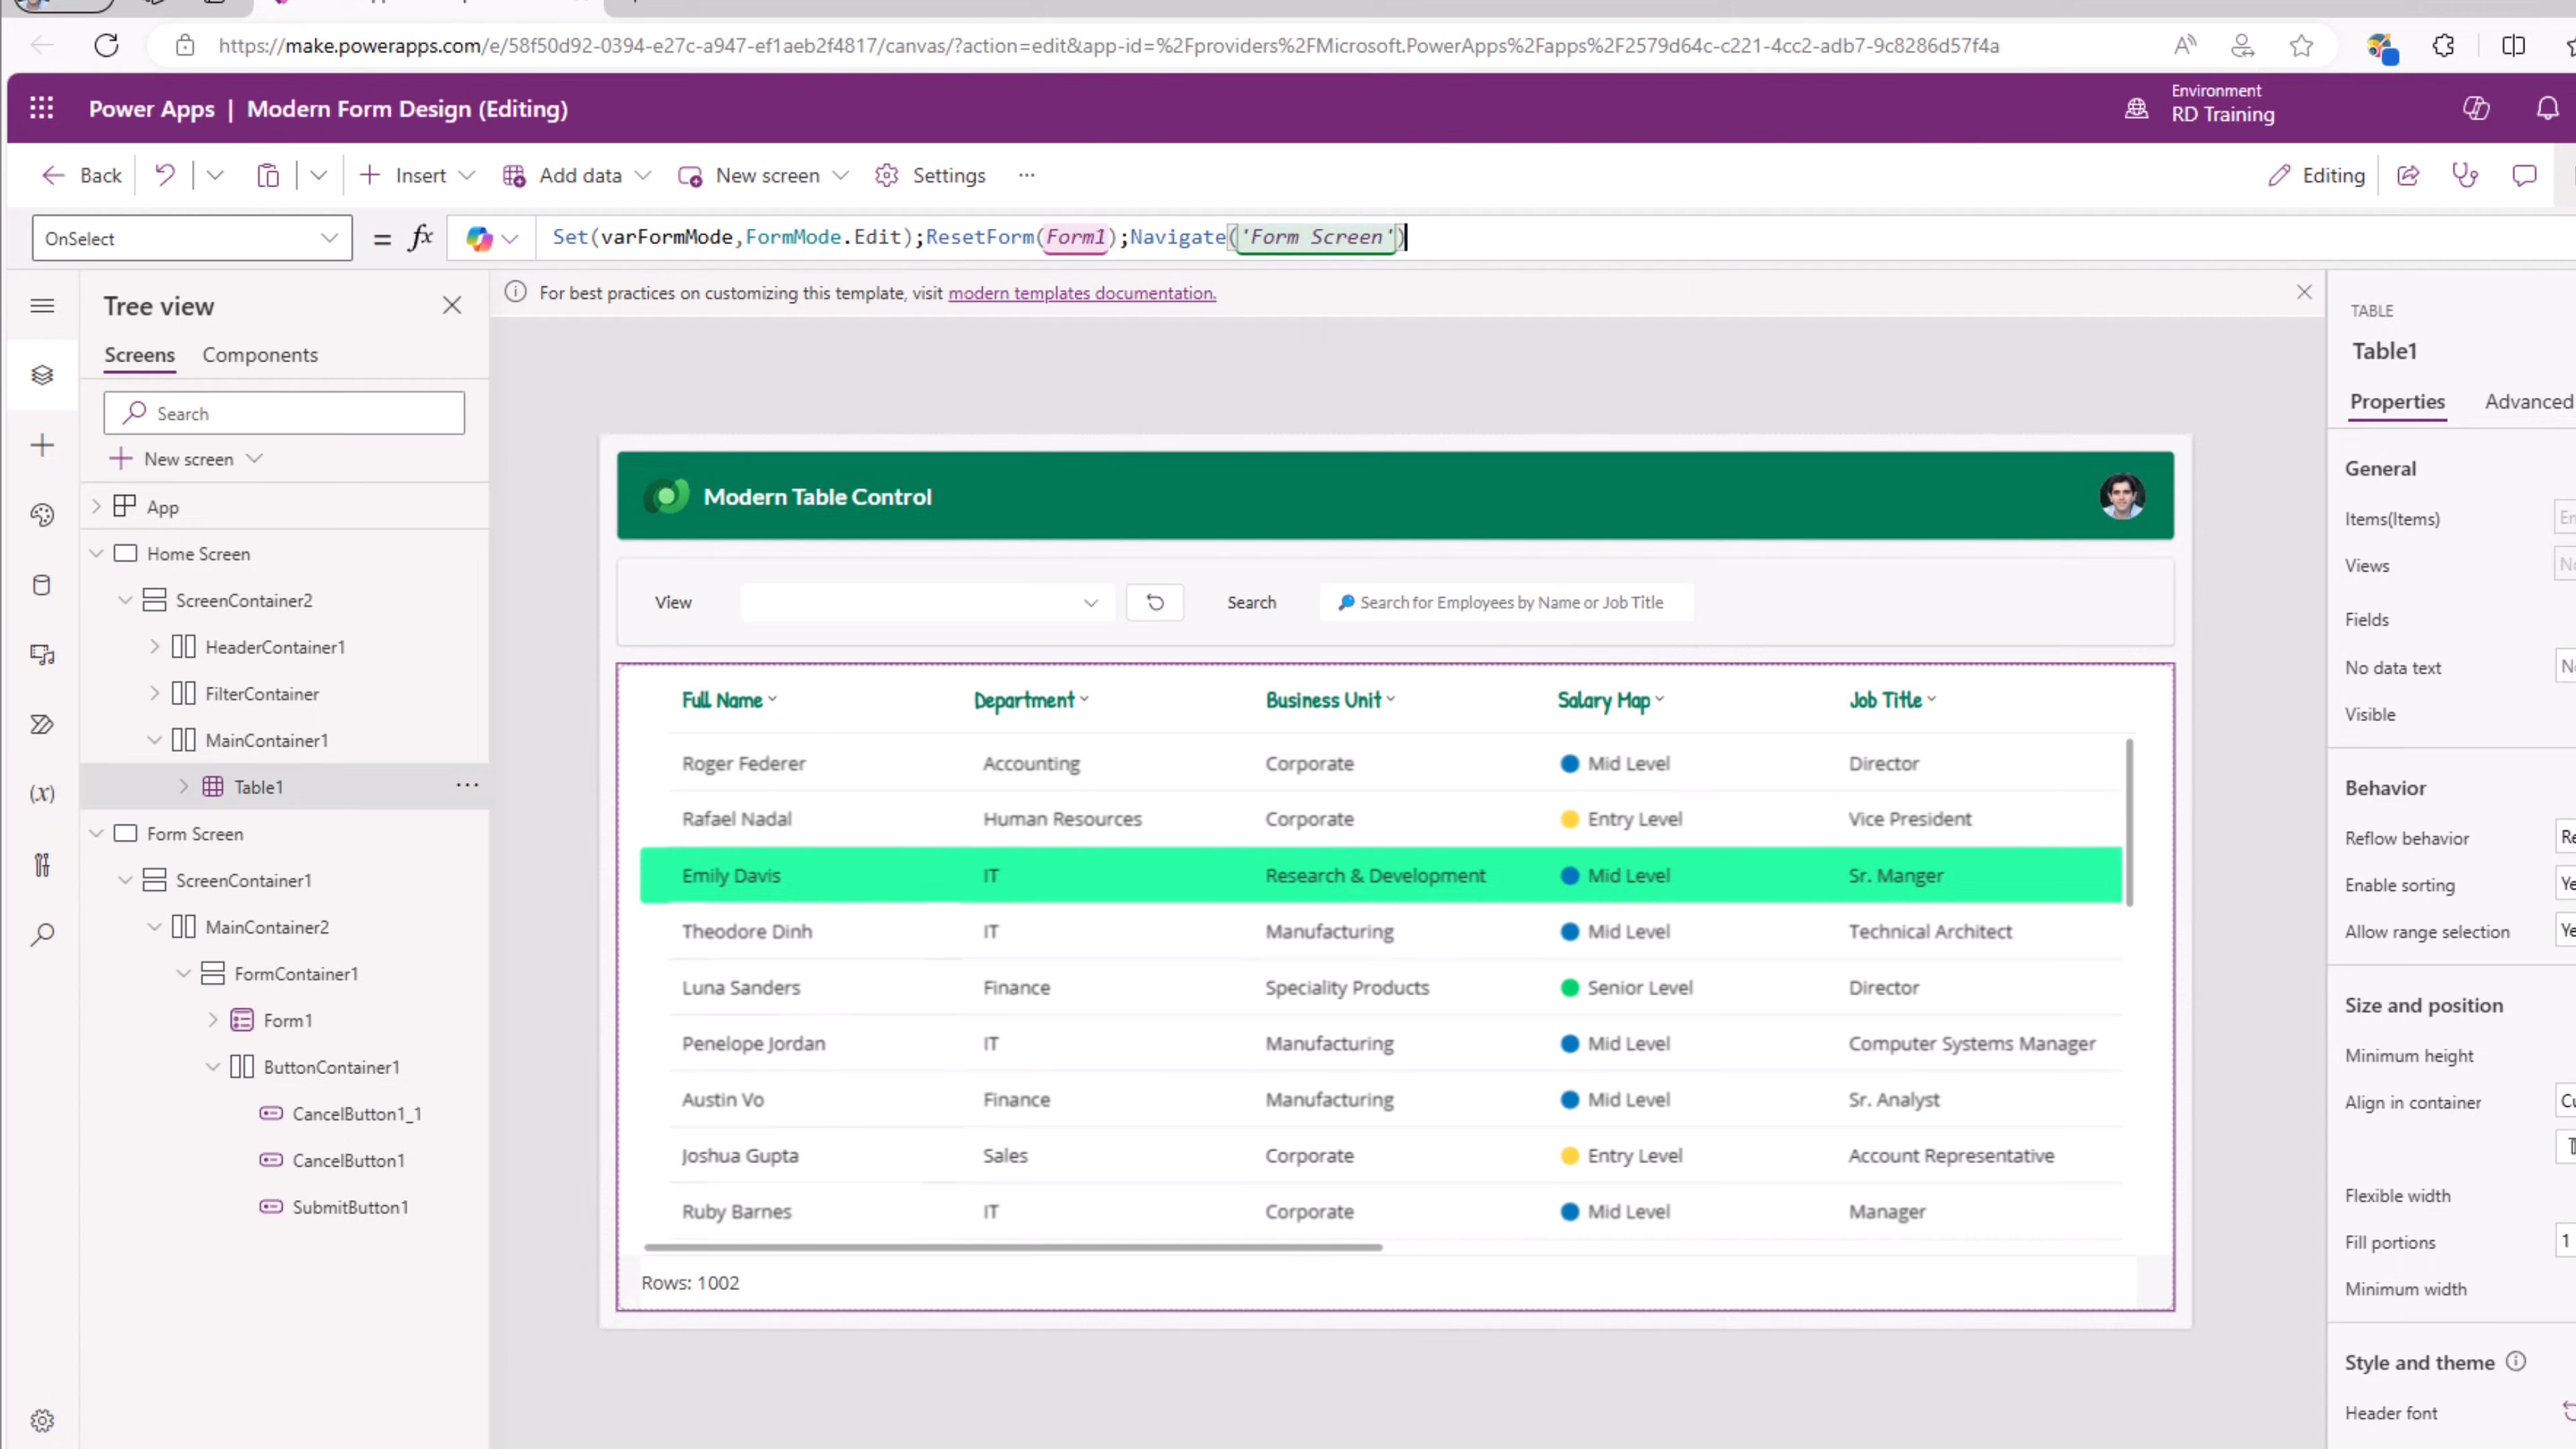 https://make.powerapps.com/e/58f50d92-0394-e27c-a947-ef1aeb2f4817/canvas/?action=edit&app-id=%2Fproviders%2FMicrosoft.PowerApps%2Fapps%2F2579d64c-c221-4cc2-adb7-9c8286d57f4a
Power Apps | Modern Form Design (Editing)
Environment
RD Training
Back
Insert
Add data
New screen
Settings
Editing
OnSelect
= fx
Set(varFormMode,FormMode.Edit);ResetForm(Form1);Navigate('Form Screen')
Tree view
Screens
Components
Search
New screen
App
Home Screen
ScreenContainer2
HeaderContainer1
FilterContainer
MainContainer1
Table1
Form Screen
ScreenContainer1
MainContainer2
FormContainer1
Form1
ButtonContainer1
CancelButton1_1
CancelButton1
SubmitButton1
For best practices on customizing this template, visit modern templates documentation.
Modern Table Control
View
Search
Search for Employees by Name or Job Title
Full Name Department Business Unit Salary Map Job Title
Roger Federer Accounting Corporate Mid Level Director
Rafael Nadal Human Resources Corporate Entry Level Vice President
Emily Davis IT Research & Development Mid Level Sr. Manger
Theodore Dinh IT Manufacturing Mid Level Technical Architect
Luna Sanders Finance Speciality Products Senior Level Director
Penelope Jordan IT Manufacturing Mid Level Computer Systems Manager
Austin Vo Finance Manufacturing Mid Level Sr. Analyst
Joshua Gupta Sales Corporate Entry Level Account Representative
Ruby Barnes IT Corporate Mid Level Manager
Rows: 1002
TABLE
Table1
Properties
Advanced
General
Items(Items)
Views
Fields
No data text
Visible
Behavior
Reflow behavior
Enable sorting
Allow range selection
Size and position
Minimum height
Align in container
Flexible width
Fill portions 1
Minimum width
Style and theme
Header font